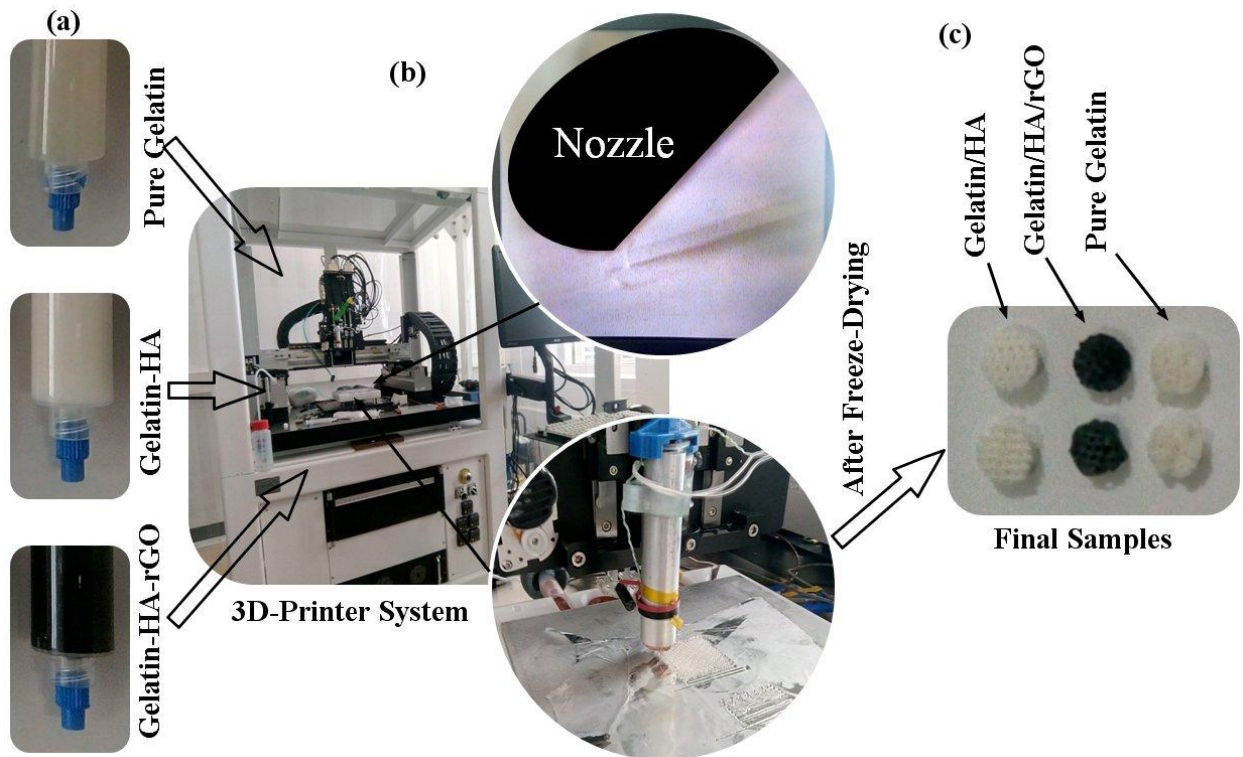 (a)
Pure Gelatin
Gelatin-HA
Gelatin-HA-rGO
(b)
Nozzle
3D-Printer System
After Freeze-Drying
(c)
Gelatin/HA
Gelatin/HA/rGO
Pure Gelatin
Final Samples